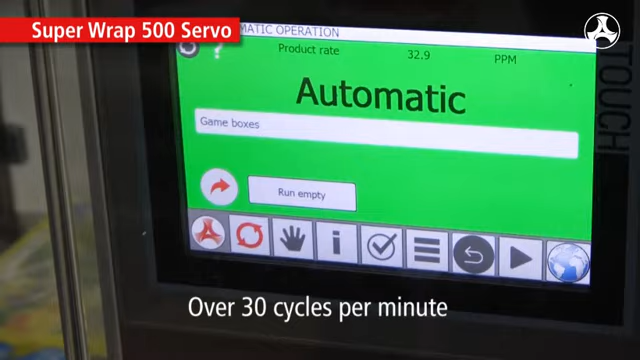 Super Wrap 500 Servo
MATIC OPERATION
Product rate 32.9 PPM
Automatic
Game boxes
Run empty
TOUCH
Over 30 cycles per minute